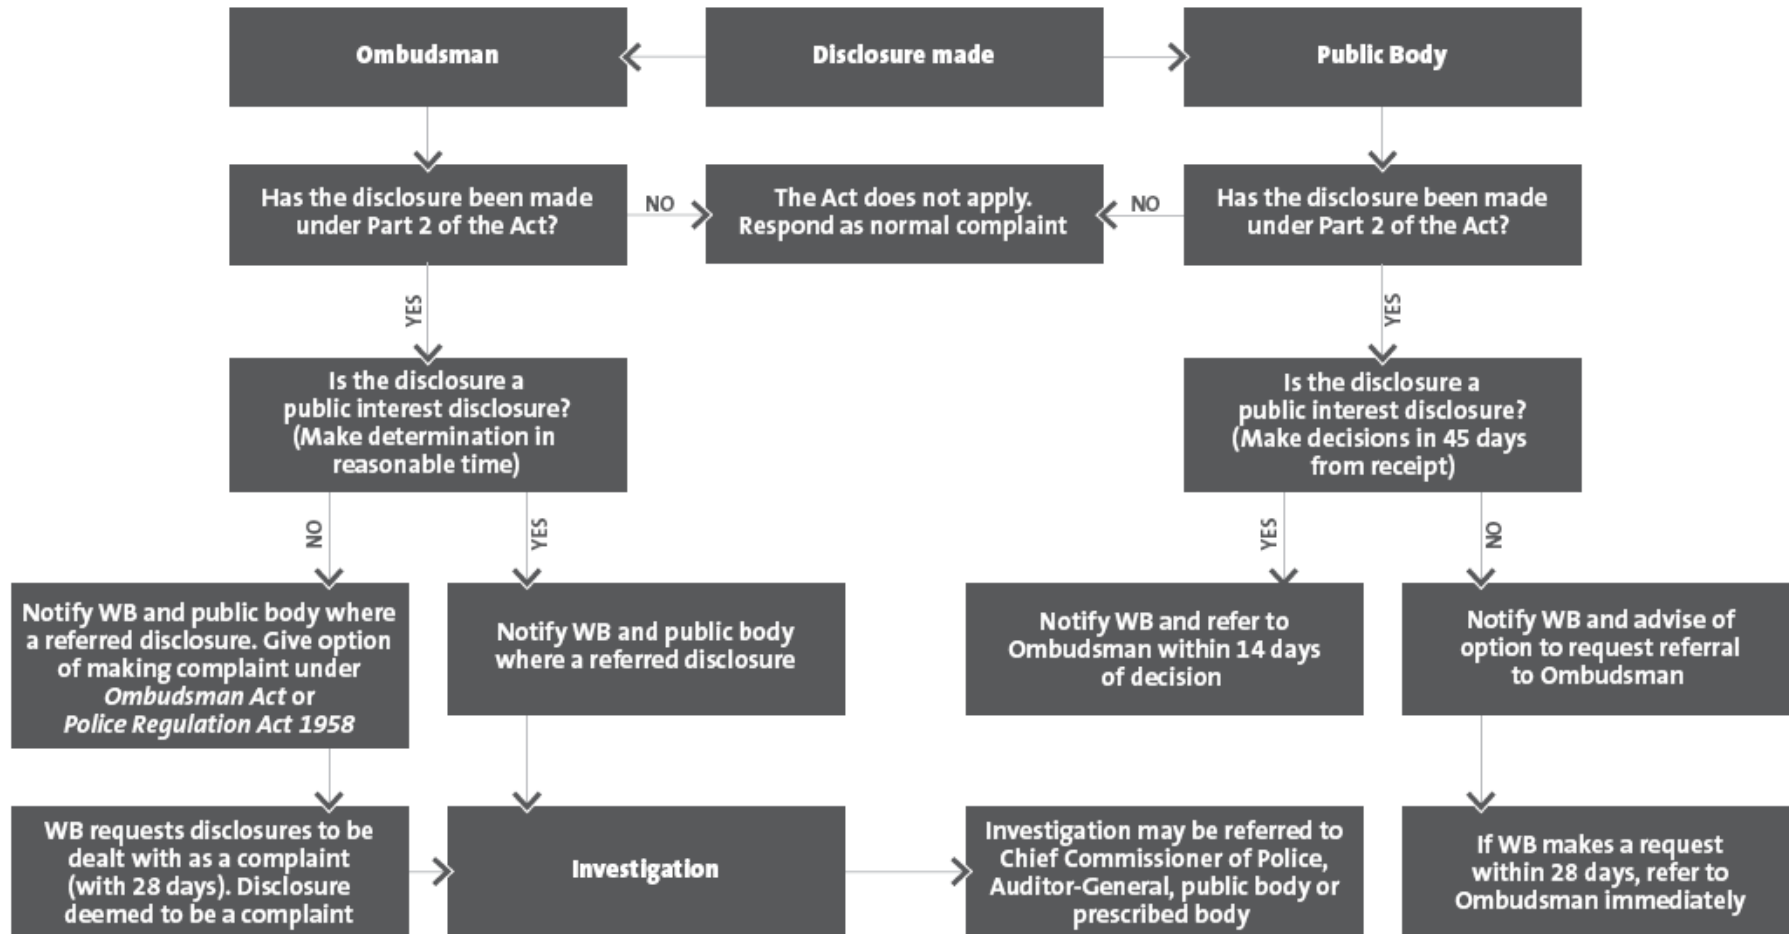 Ombudsman
Disclosure made
Public Body
Has the disclosure been made
under Part 2 of the Act?
NO
The Act does not apply.
Respond as normal complaint
NO
Has the disclosure been made
under Part 2 of the Act?
YES
YES
Is the disclosure a
public interest disclosure?
(Make determination in
reasonable time)
Is the disclosure a
public interest disclosure?
(Make decisions in 45 days
from receipt)
NO
YES
YES
NO
Notify WB and public body where
a referred disclosure. Give option
of making complaint under
Ombudsman Act or
Police Regulation Act 1958
Notify WB and public body
where a referred disclosure
Notify WB and refer to
Ombudsman within 14 days
of decision
Notify WB and advise of
option to request referral
to Ombudsman
WB requests disclosures to be
dealt with as a complaint
(with 28 days). Disclosure
deemed to be a complaint
Investigation
Investigation may be referred to
Chief Commissioner of Police,
Auditor-General, public body or
prescribed body
If WB makes a request
within 28 days, refer to
Ombudsman immediately